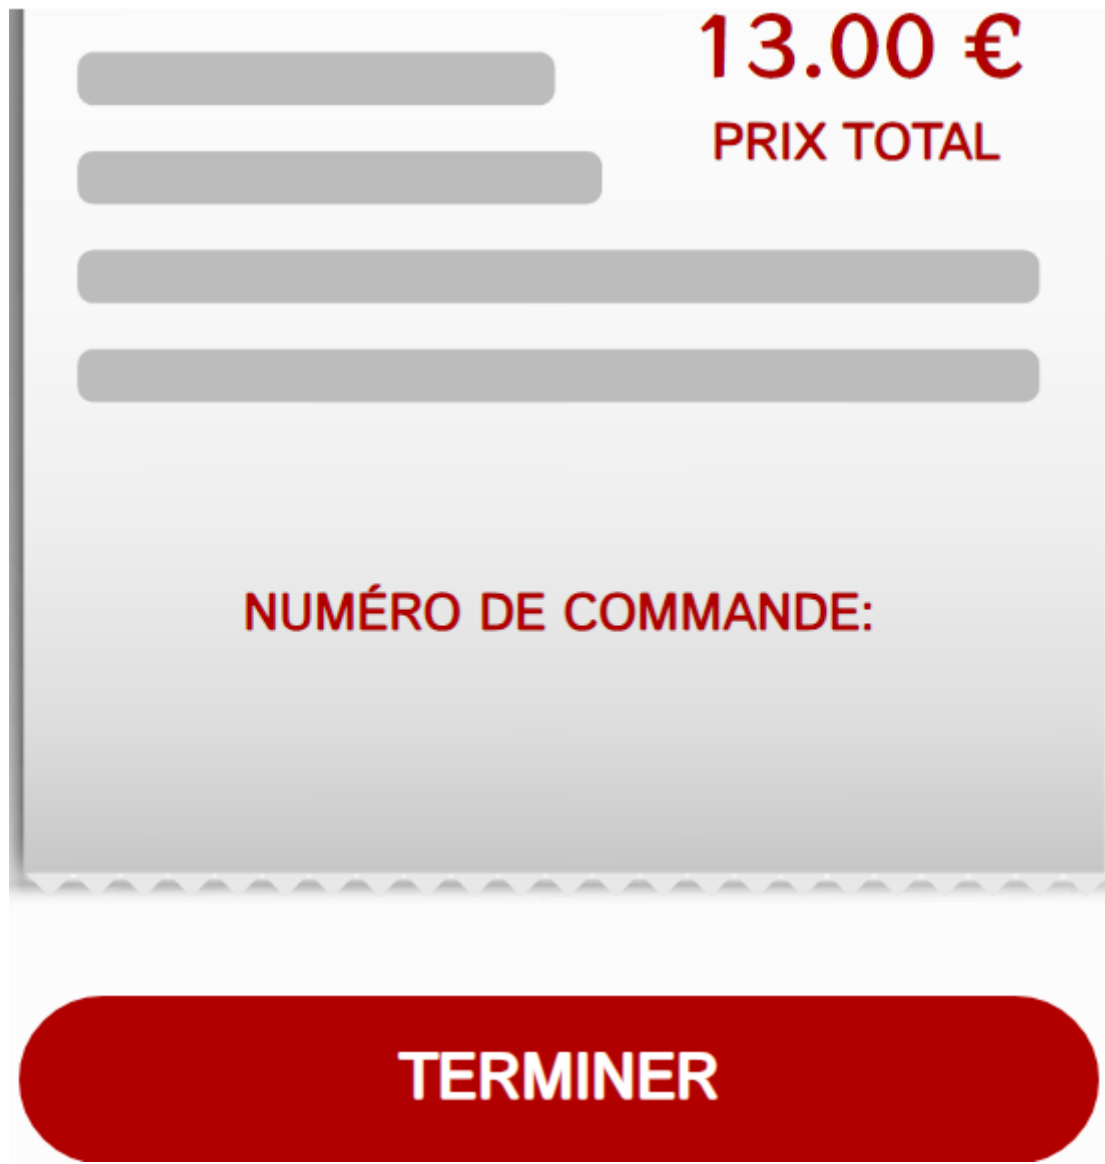 13.00 €
PRIX TOTAL
NUMÉRO DE COMMANDE:
TERMINER